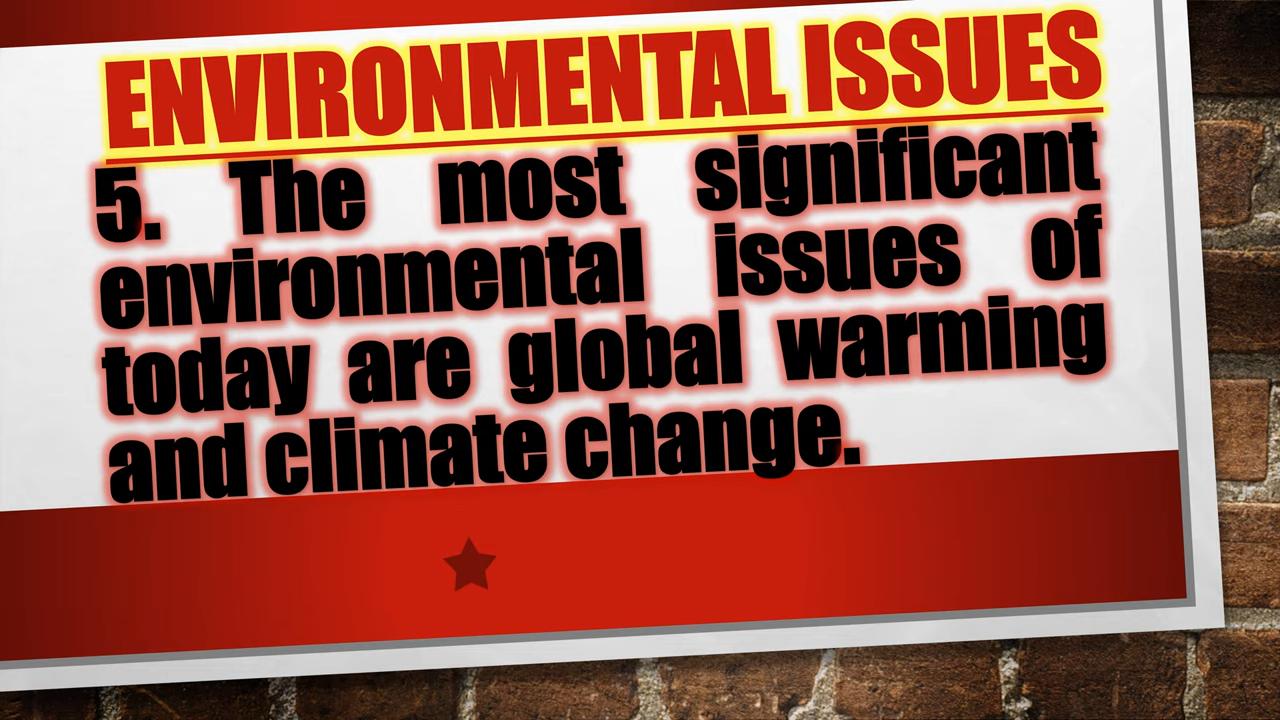 ENVIRONMENTAL ISSUES
5. The most significant
environmental issues of
today are global warming
and climate change.